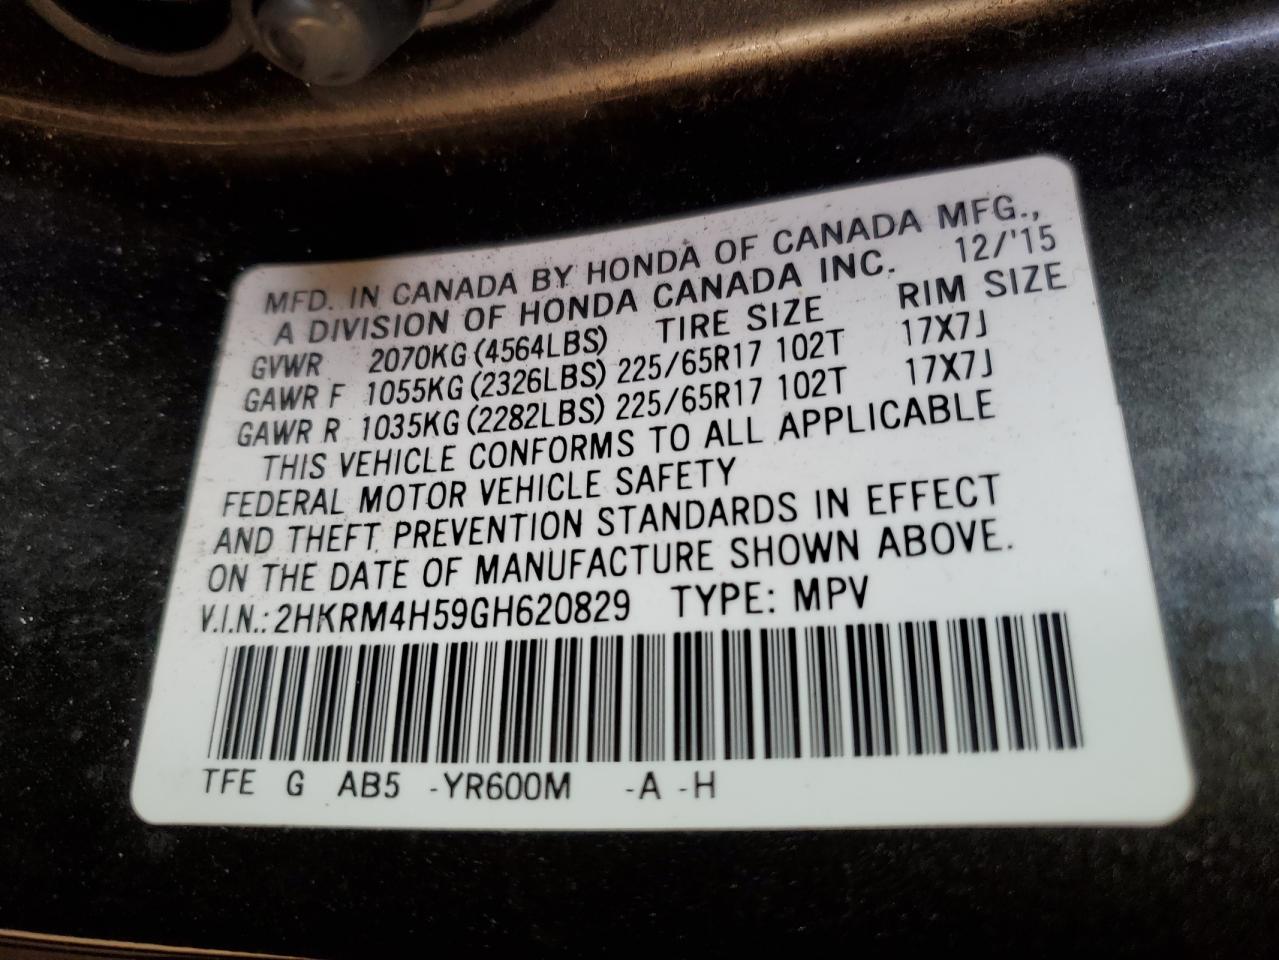 MFD. IN CANADA BY HONDA OF CANADA MFG.,
A DIVISION OF HONDA CANADA INC. 12/'15
GVWR 2070KG (4564LBS) TIRE SIZE RIM SIZE
GAWR F 1055KG (2326LBS) 225/65R17 102T 17X7J
GAWR R 1035KG (2282LBS) 225/65R17 102T 17X7J
THIS VEHICLE CONFORMS TO ALL APPLICABLE
FEDERAL MOTOR VEHICLE SAFETY
AND THEFT PREVENTION STANDARDS IN EFFECT
ON THE DATE OF MANUFACTURE SHOWN ABOVE.
V.I.N.: 2HKRM4H59GH620829 TYPE: MPV
TFE G AB5 -YR600M -A -H